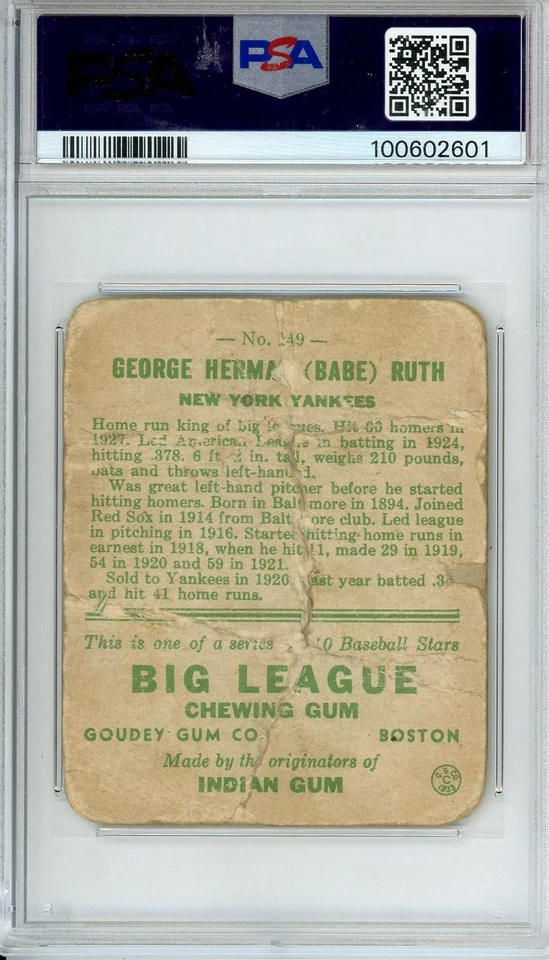 PSA
PSA
100602601
— No. 149 —
GEORGE HERMAN (BABE) RUTH
NEW YORK YANKEES
Home run king of big leagues. Hit 60 homers in
1927. Led American League in batting in 1924,
hitting .378. 6 ft. 2 in. tall, weighs 210 pounds,
bats and throws left-handed.
Was great left-hand pitcher before he started
hitting homers. Born in Baltimore in 1894. Joined
Red Sox in 1914 from Baltimore club. Led league
in pitching in 1916. Started hitting home runs in
earnest in 1918, when he hit 11, made 29 in 1919,
54 in 1920 and 59 in 1921.
Sold to Yankees in 1920. Last year batted
and hit 41 home runs.
This is one of a series 0 Baseball Stars
BIG LEAGUE
CHEWING GUM
GOUDEY GUM CO. BOSTON
Made by the originators of
INDIAN GUM
G. G. CO.
C
1933